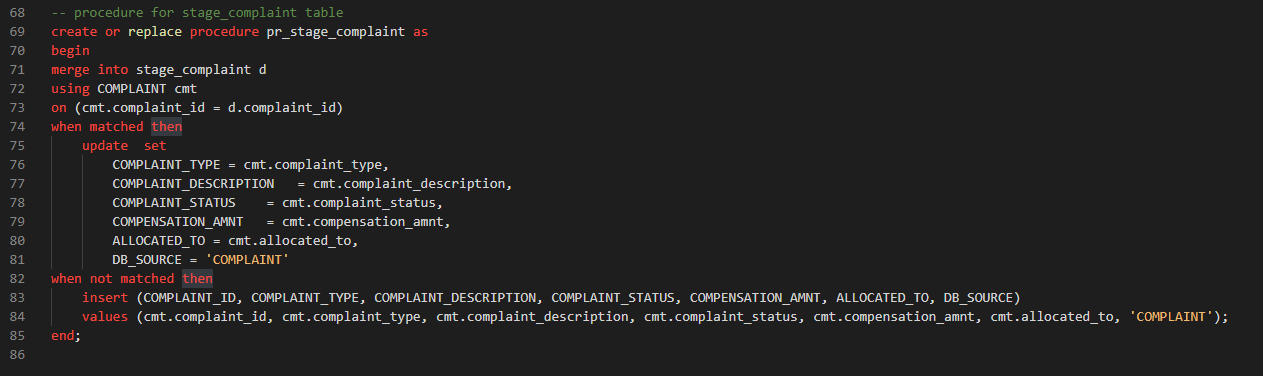 68 -- procedure for stage_complaint table
69 create or replace procedure pr_stage_complaint as
70 begin
71 merge into stage_complaint d
72 using COMPLAINT cmt
73 on (cmt.complaint_id = d.complaint_id)
74 when matched then
75     update  set
76         COMPLAINT_TYPE = cmt.complaint_type,
77         COMPLAINT_DESCRIPTION   = cmt.complaint_description,
78         COMPLAINT_STATUS    = cmt.complaint_status,
79         COMPENSATION_AMNT   = cmt.compensation_amnt,
80         ALLOCATED_TO = cmt.allocated_to,
81         DB_SOURCE = 'COMPLAINT'
82 when not matched then
83     insert (COMPLAINT_ID, COMPLAINT_TYPE, COMPLAINT_DESCRIPTION, COMPLAINT_STATUS, COMPENSATION_AMNT, ALLOCATED_TO, DB_SOURCE)
84     values (cmt.complaint_id, cmt.complaint_type, cmt.complaint_description, cmt.complaint_status, cmt.compensation_amnt, cmt.allocated_to, 'COMPLAINT');
85 end;
86